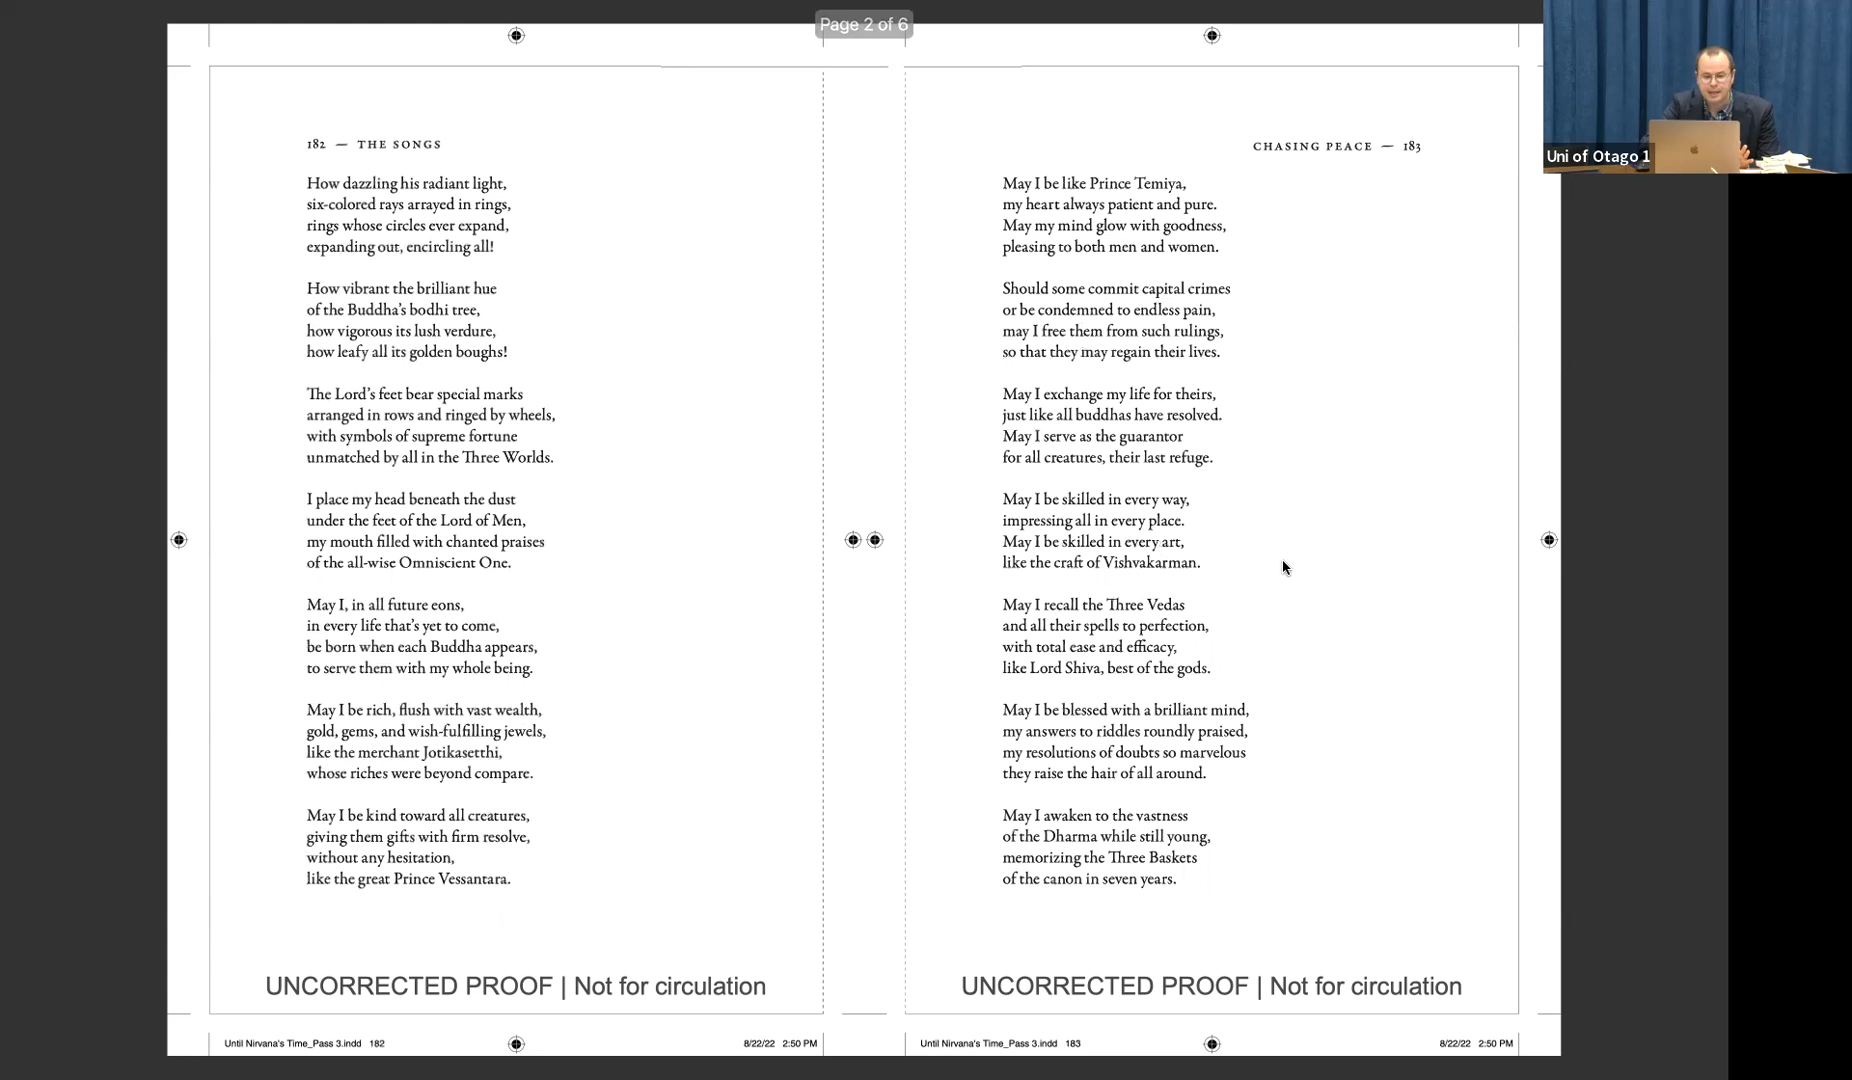 Page 2 of 6
Uni of Otago 1
182 — THE SONGS
How dazzling his radiant light,
six-colored rays arrayed in rings,
rings whose circles ever expand,
expanding out, encircling all!
How vibrant the brilliant hue
of the Buddha’s bodhi tree,
how vigorous its lush verdure,
how leafy all its golden boughs!
The Lord’s feet bear special marks
arranged in rows and ringed by wheels,
with symbols of supreme fortune
unmatched by all in the Three Worlds.
I place my head beneath the dust
under the feet of the Lord of Men,
my mouth filled with chanted praises
of the all-wise Omniscient One.
May I, in all future eons,
in every life that’s yet to come,
be born when each Buddha appears,
to serve them with my whole being.
May I be rich, flush with vast wealth,
gold, gems, and wish-fulfilling jewels,
like the merchant Jotikasetthi,
whose riches were beyond compare.
May I be kind toward all creatures,
giving them gifts with firm resolve,
without any hesitation,
like the great Prince Vessantara.
UNCORRECTED PROOF | Not for circulation
Until Nirvana's Time_Pass 3.indd 182
8/22/22 2:50 PM
CHASING PEACE — 183
May I be like Prince Temiya,
my heart always patient and pure.
May my mind glow with goodness,
pleasing to both men and women.
Should some commit capital crimes
or be condemned to endless pain,
may I free them from such rulings,
so that they may regain their lives.
May I exchange my life for theirs,
just like all buddhas have resolved.
May I serve as the guarantor
for all creatures, their last refuge.
May I be skilled in every way,
impressing all in every place.
May I be skilled in every art,
like the craft of Vishvakarman.
May I recall the Three Vedas
and all their spells to perfection,
with total ease and efficacy,
like Lord Shiva, best of the gods.
May I be blessed with a brilliant mind,
my answers to riddles roundly praised,
my resolutions of doubts so marvelous
they raise the hair of all around.
May I awaken to the vastness
of the Dharma while still young,
memorizing the Three Baskets
of the canon in seven years.
UNCORRECTED PROOF | Not for circulation
Until Nirvana's Time_Pass 3.indd 183
8/22/22 2:50 PM